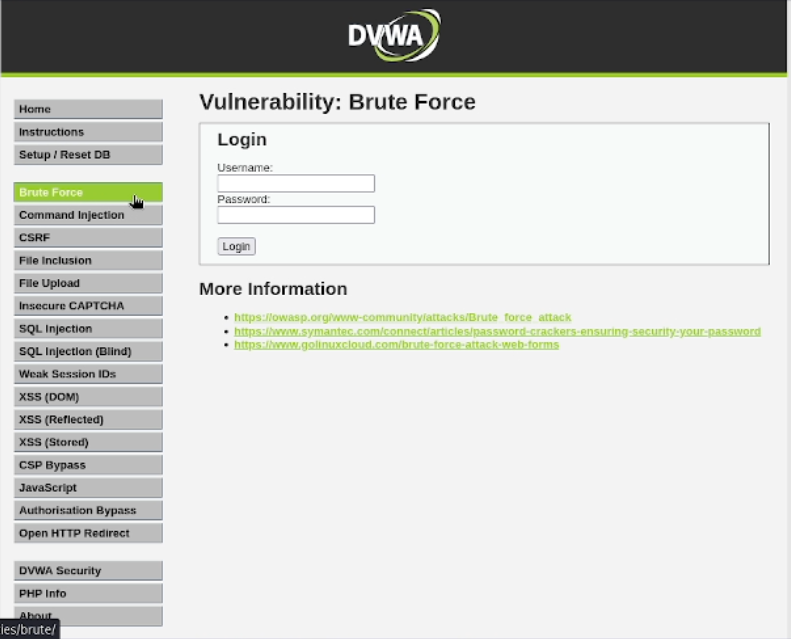 DVWA
Vulnerability: Brute Force
Home
Instructions
Setup / Reset DB
Brute Force
Command Injection
CSRF
File Inclusion
File Upload
Insecure CAPTCHA
SQL Injection
SQL Injection (Blind)
Weak Session IDs
XSS (DOM)
XSS (Reflected)
XSS (Stored)
CSP Bypass
JavaScript
Authorisation Bypass
Open HTTP Redirect
DVWA Security
PHP Info
About
ies/brute/
Login
Username:
Password:
Login
More Information
https://owasp.org/www-community/attacks/Brute_force_attack
https://www.symantec.com/connect/articles/password-crackers-ensuring-security-your-password
https://www.golinuxcloud.com/brute-force-attack-web-forms